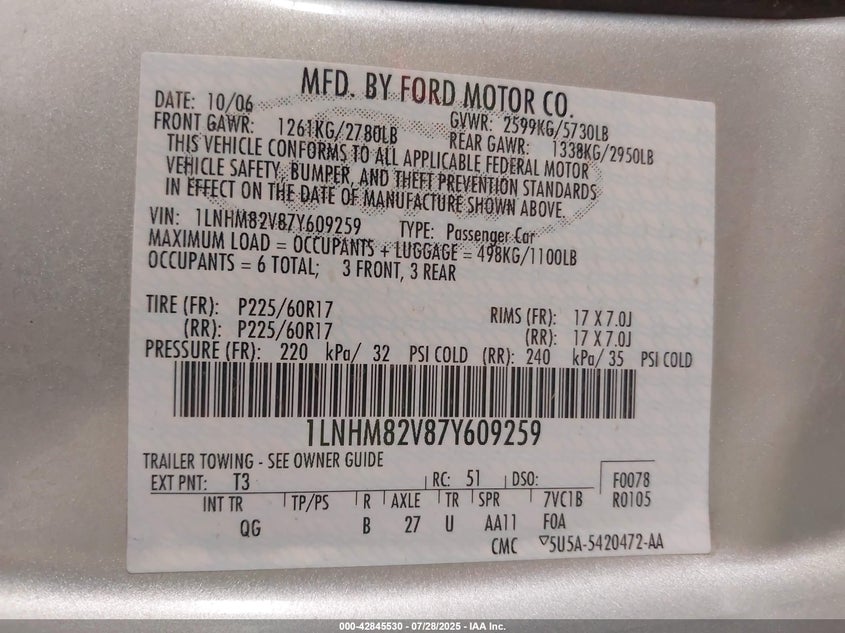 MFD. BY FORD MOTOR CO.
DATE: 10/06 GVWR: 2599KG/5730LB
FRONT GAWR: 1261KG/2780LB REAR GAWR: 1338KG/2950LB
THIS VEHICLE CONFORMS TO ALL APPLICABLE FEDERAL MOTOR
VEHICLE SAFETY, BUMPER, AND THEFT PREVENTION STANDARDS
IN EFFECT ON THE DATE OF MANUFACTURE SHOWN ABOVE.
VIN: 1LNHM82V87Y609259 TYPE: Passenger Car
MAXIMUM LOAD = OCCUPANTS + LUGGAGE = 498KG/1100LB
OCCUPANTS = 6 TOTAL; 3 FRONT, 3 REAR
TIRE (FR): P225/60R17 RIMS (FR): 17 X 7.0J
(RR): P225/60R17 (RR): 17 X 7.0J
PRESSURE (FR): 220 kPa/ 32 PSI COLD (RR): 240 kPa/ 35 PSI COLD
1LNHM82V87Y609259
TRAILER TOWING - SEE OWNER GUIDE
EXT PNT: T3 RC: 51 DSO: F0078
INT TR TP/PS R AXLE TR SPR 7VC1B R0105
QG B 27 U AA11 F0A
CMC ▽5U5A-5420472-AA
000-42845530 - 07/28/2025 - IAA Inc.